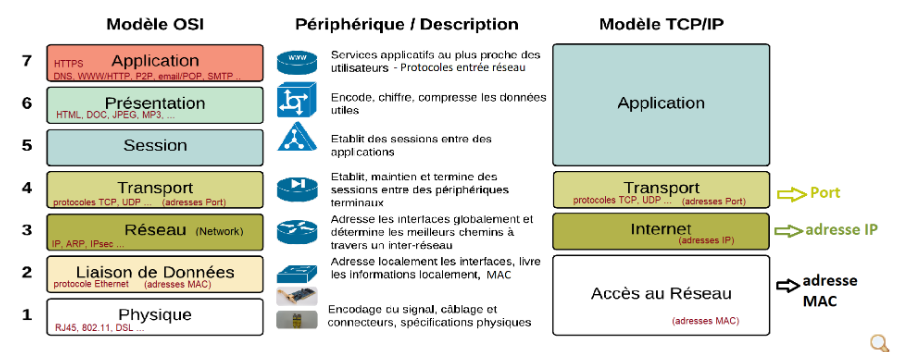 Modèle OSI
Périphérique / Description
Modèle TCP/IP
7
HTTPS
Application
DNS, WWW/HTTP, P2P, email/POP, SMTP ...
WWW
Services applicatifs au plus proche des
utilisateurs - Protocoles entrée réseau
Application
6
Présentation
HTML, DOC, JPEG, MP3, ...
Encode, chiffre, compresse les données
utiles
5
Session
Etablit des sessions entre des
applications
4
Transport
protocoles TCP, UDP ... (adresses Port)
Etablit, maintien et termine des
sessions entre des périphériques
terminaux
Transport
protocoles TCP, UDP ... (adresses Port)
Port
3
Réseau (Network)
IP, ARP, IPsec ...
Adresse les interfaces globalement et
détermine les meilleurs chemins à
travers un inter-réseau
Internet
(adresses IP)
adresse IP
2
Liaison de Données
protocole Ethernet (adresses MAC)
Adresse localement les interfaces, livre
les informations localement, MAC
Accès au Réseau
(adresses MAC)
adresse
MAC
1
Physique
RJ45, 802.11, DSL ...
Encodage du signal, câblage et
connecteurs, spécifications physiques